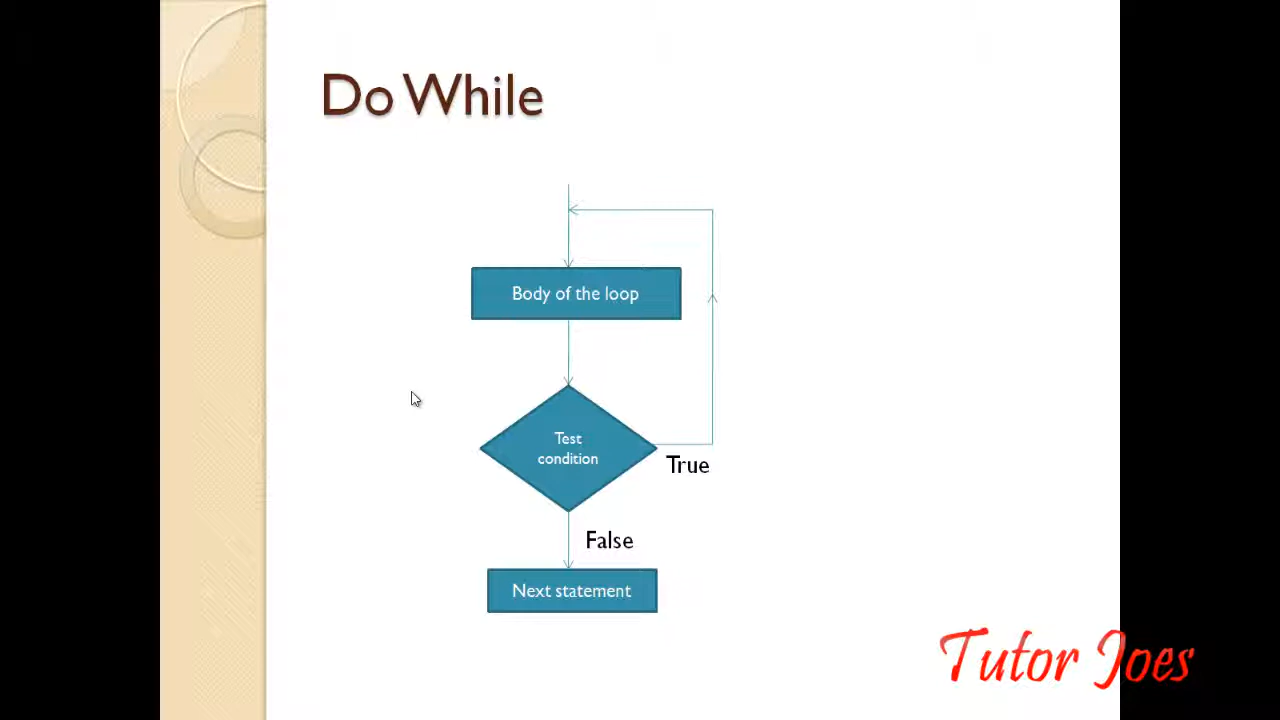 Do While
Body of the loop
Test
condition
True
False
Next statement
Tutor Joes